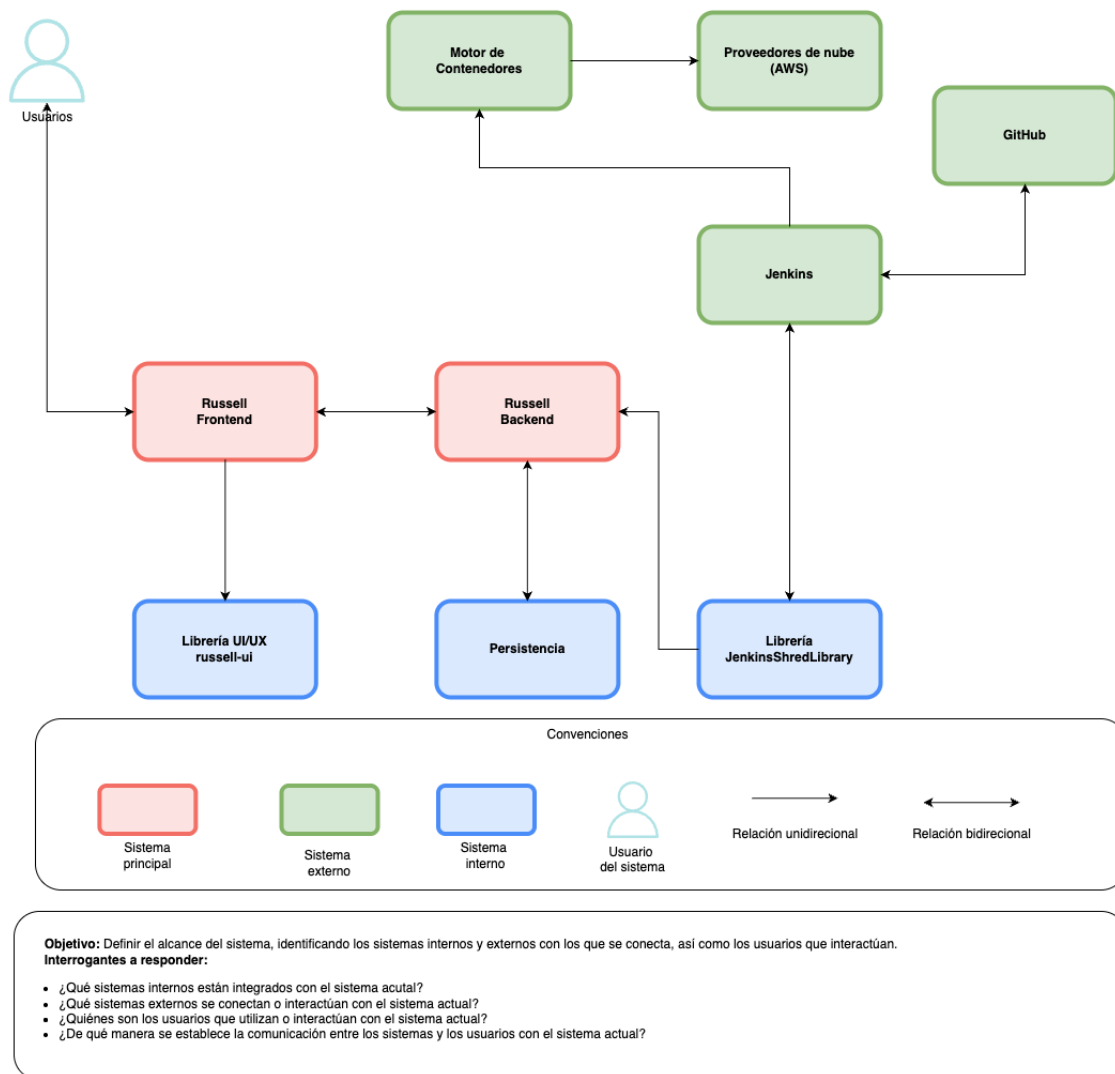 Usuarios
Motor de
Contenedores
Proveedores de nube
(AWS)
GitHub
Jenkins
Russell
Frontend
Russell
Backend
Librería UI/UX
russell-ui
Persistencia
Librería
JenkinsShredLibrary
Convenciones
Sistema
principal
Sistema
externo
Sistema
interno
Usuario
del sistema
Relación unidirecional
Relación bidirecional
Objetivo: Definir el alcance del sistema, identificando los sistemas internos y externos con los que se conecta, así como los usuarios que interactúan.
Interrogantes a responder:
• ¿Qué sistemas internos están integrados con el sistema acutal?
• ¿Qué sistemas externos se conectan o interactúan con el sistema actual?
• ¿Quiénes son los usuarios que utilizan o interactúan con el sistema actual?
• ¿De qué manera se establece la comunicación entre los sistemas y los usuarios con el sistema actual?